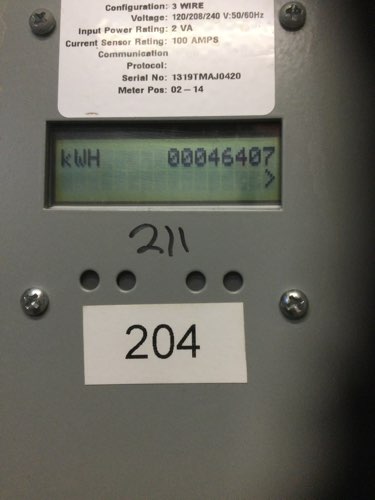 Configuration: 3 WIRE
Voltage: 120/208/240 V:50/60Hz
Input Power Rating: 2 VA
Current Sensor Rating: 100 AMPS
Communication
Protocol:
Serial No: 1319TMAJ0420
Meter Pos: 02-14
kWH 00046407
>
211
204